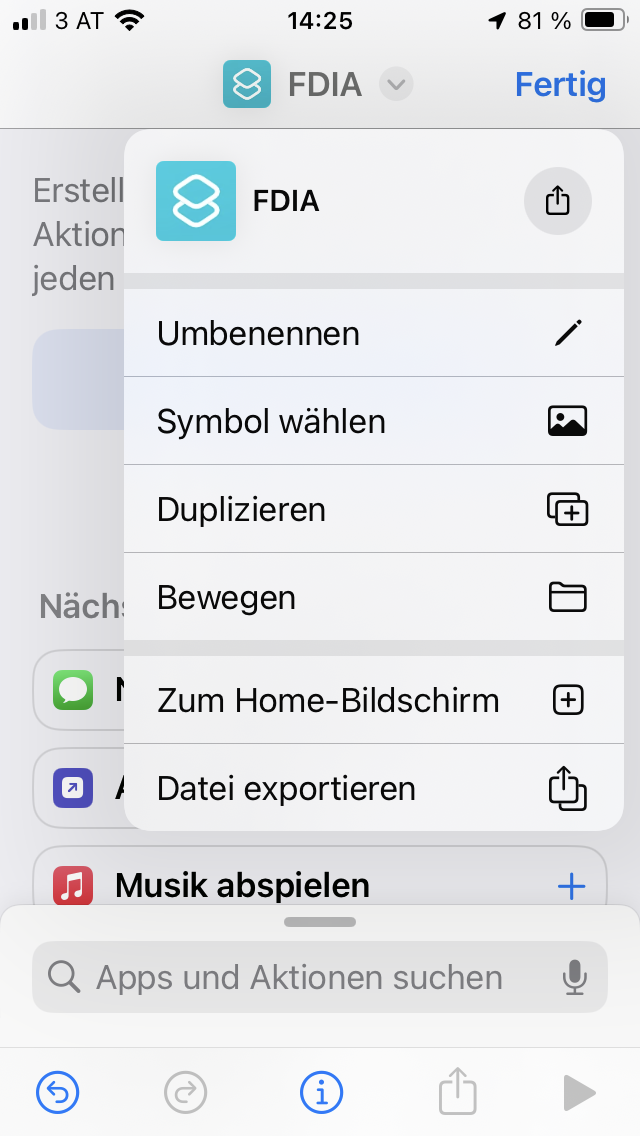 3 AT 14:25 81 %
FDIA Fertig
FDIA
Erstell
Aktion
jeden
Umbenennen
Symbol wählen
Duplizieren
Bewegen
Nächs
Zum Home-Bildschirm
Datei exportieren
Musik abspielen
Apps und Aktionen suchen